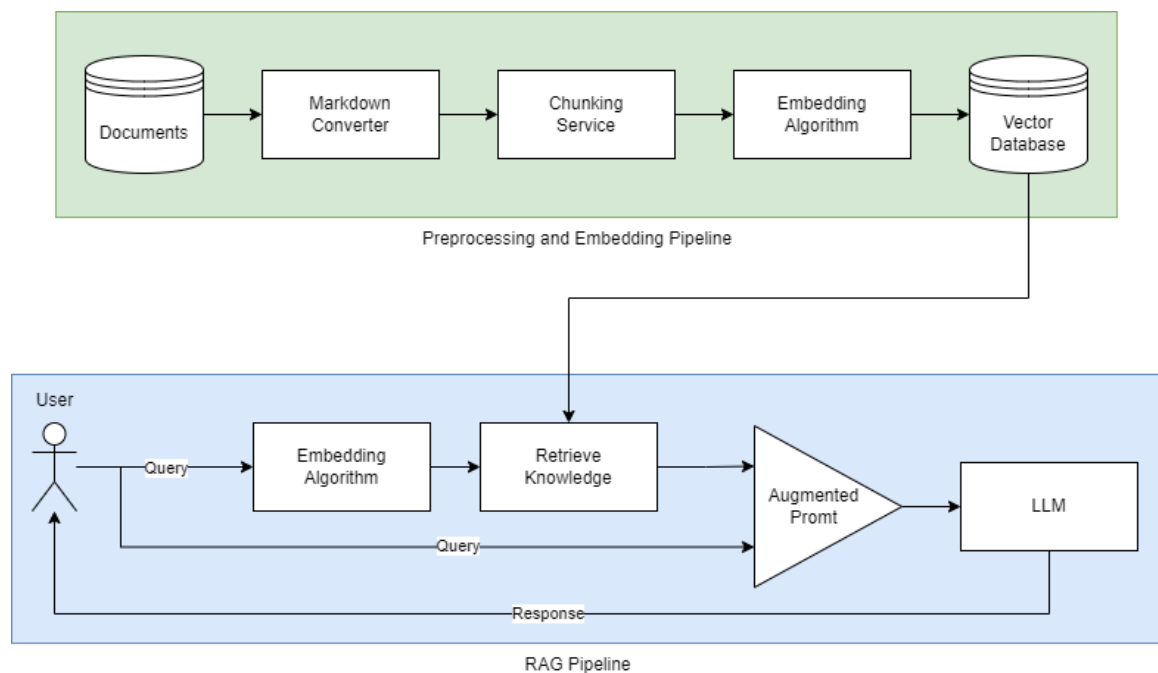 Documents
Markdown
Converter
Chunking
Service
Embedding
Algorithm
Vector
Database
Preprocessing and Embedding Pipeline
User
Query
Embedding
Algorithm
Retrieve
Knowledge
Augmented
Promt
LLM
Query
Response
RAG Pipeline